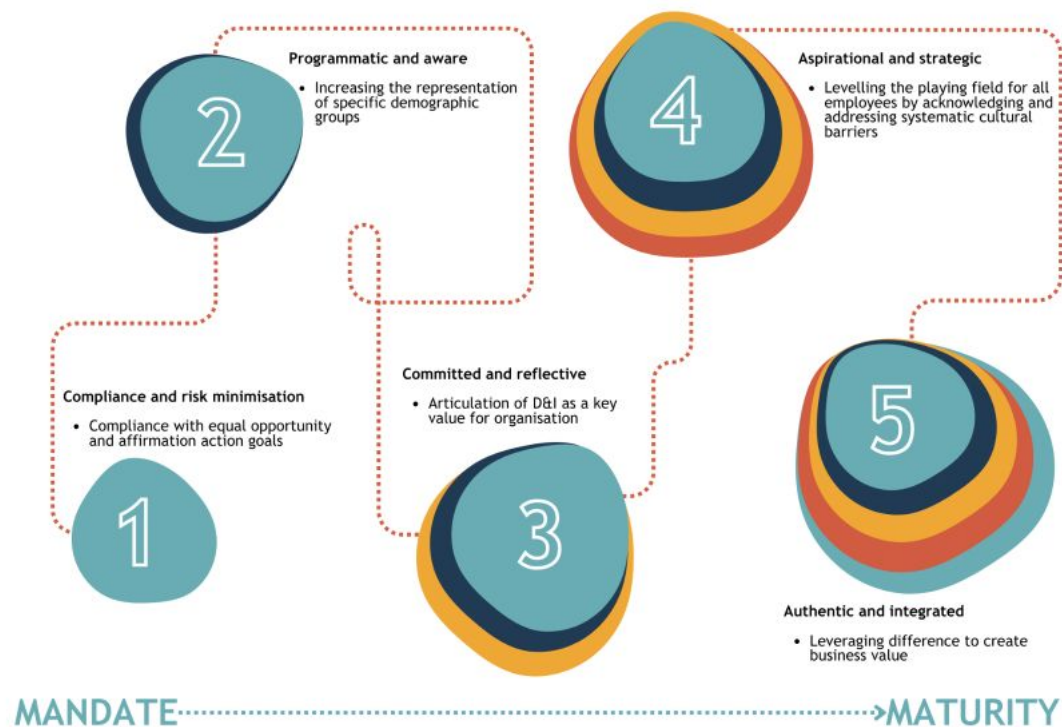 1
Compliance and risk minimisation
• Compliance with equal opportunity
and affirmation action goals
2
Programmatic and aware
• Increasing the representation
of specific demographic
groups
3
Committed and reflective
• Articulation of D&I as a key
value for organisation
4
Aspirational and strategic
• Levelling the playing field for all
employees by acknowledging and
addressing systematic cultural
barriers
5
Authentic and integrated
• Leveraging difference to create
business value
MANDATE
MATURITY